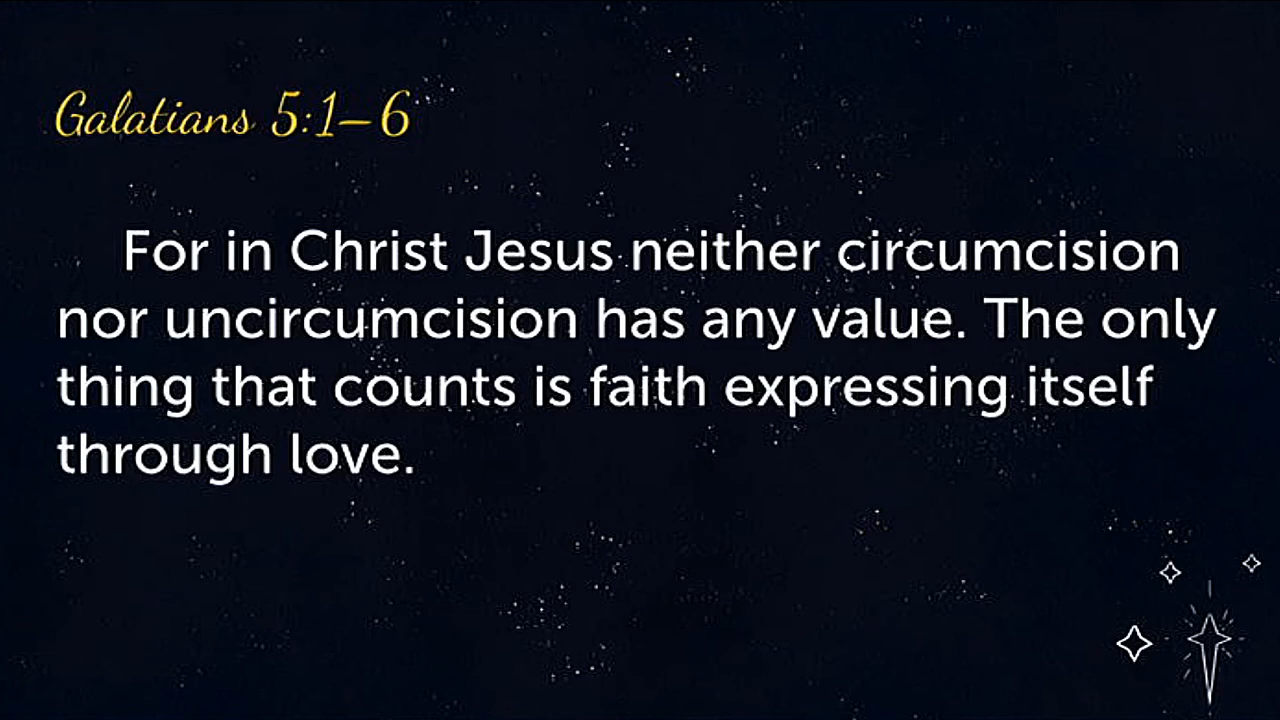 Galatians 5:1–6
For in Christ Jesus neither circumcision
nor uncircumcision has any value. The only
thing that counts is faith expressing itself
through love.